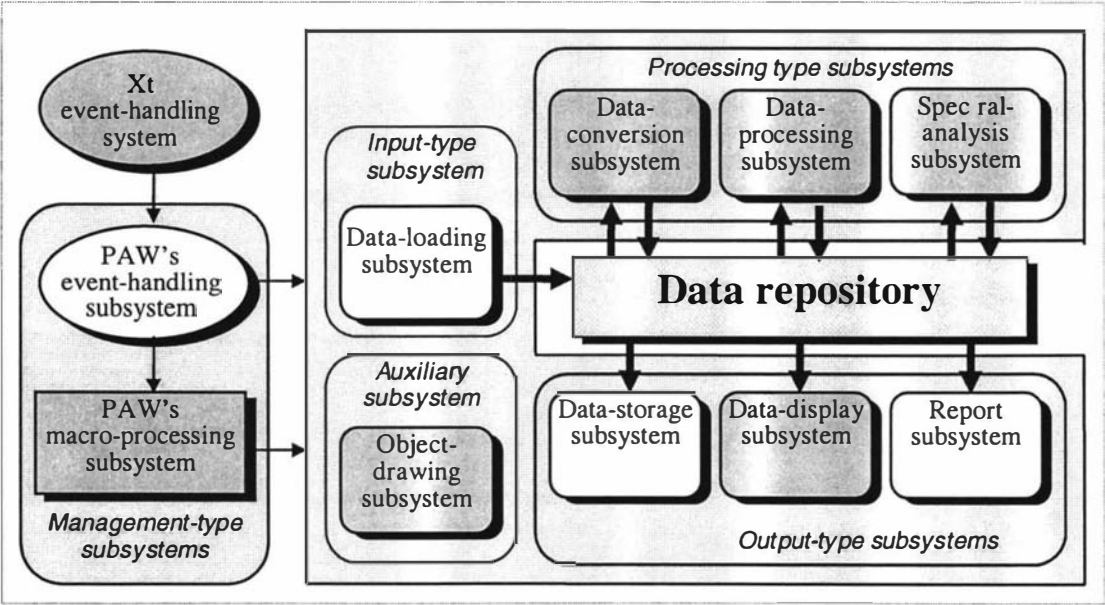 Xt
event-handling
system
PAW's
event-handling
subsystem
PAW's
macro-processing
subsystem
Management-type
subsystems
Input-type
subsystem
Data-loading
subsystem
Auxiliary
subsystem
Object-
drawing
subsystem
Processing type subsystems
Data-
conversion
subsystem
Data-
processing
subsystem
Spec ral-
analysis
subsystem
Data repository
Data-storage
subsystem
Data-display
subsystem
Report
subsystem
Output-type subsystems